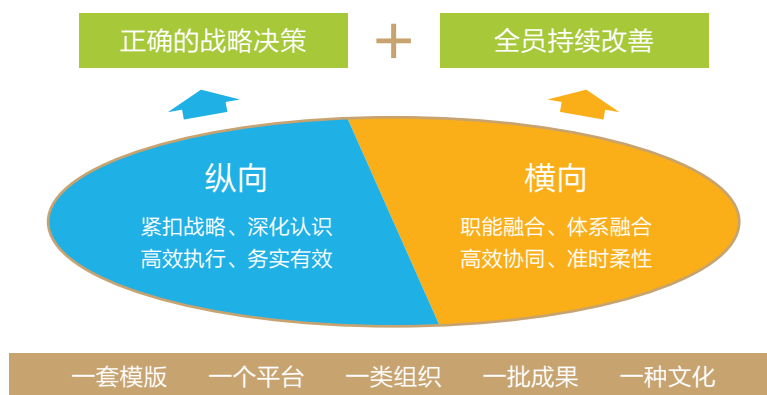 正确的战略决策 + 全员持续改善
纵向
紧扣战略、深化认识
高效执行、务实有效
横向
职能融合、体系融合
高效协同、准时柔性
一套模版 一个平台 一类组织 一批成果 一种文化